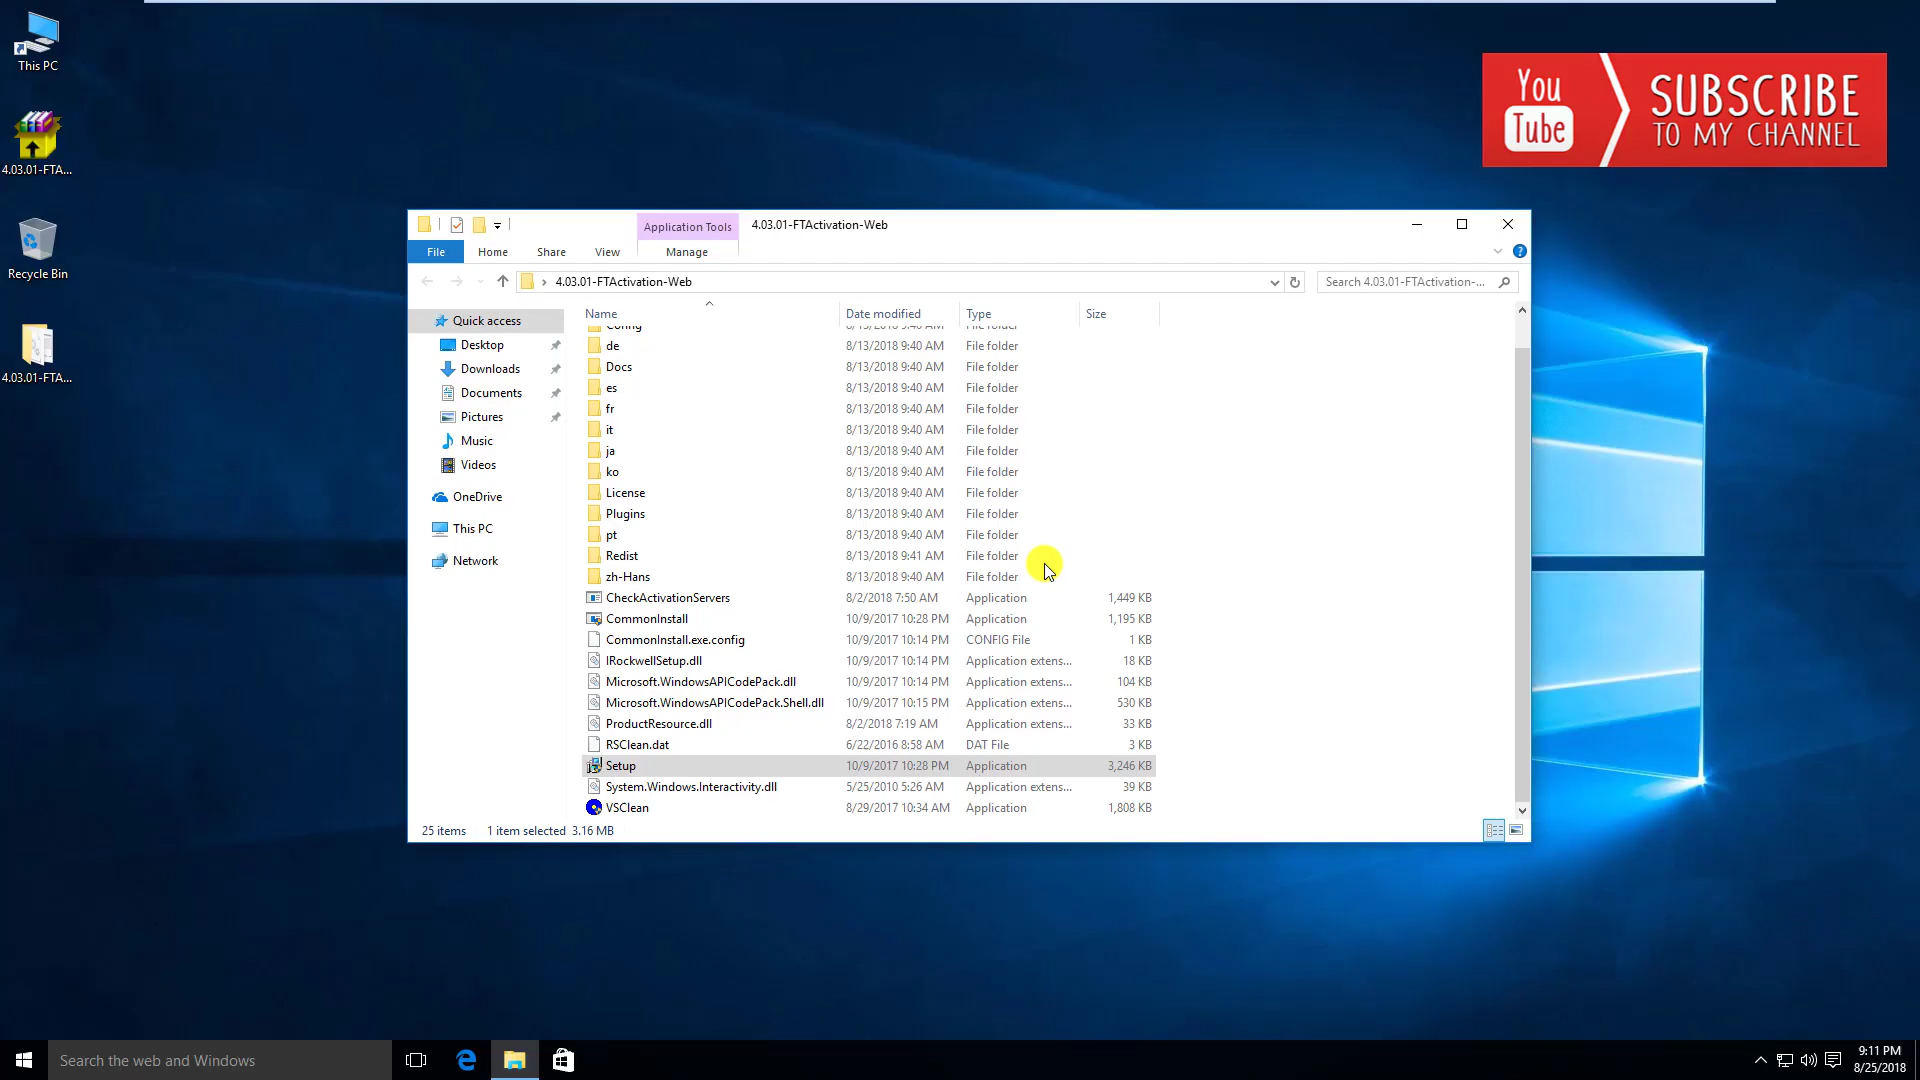 This PC
4.03.01-FTA...
Recycle Bin
4.03.01-FTA...
You
Tube
SUBSCRIBE
TO MY CHANNEL
Application Tools
4.03.01-FTActivation-Web
File
Home
Share
View
Manage
4.03.01-FTActivation-Web
Search 4.03.01-FTActivation-...
Quick access
Desktop
Downloads
Documents
Pictures
Music
Videos
OneDrive
This PC
Network
Name Date modified Type Size
Config 8/13/2018 9:40 AM File folder
de 8/13/2018 9:40 AM File folder
Docs 8/13/2018 9:40 AM File folder
es 8/13/2018 9:40 AM File folder
fr 8/13/2018 9:40 AM File folder
it 8/13/2018 9:40 AM File folder
ja 8/13/2018 9:40 AM File folder
ko 8/13/2018 9:40 AM File folder
License 8/13/2018 9:40 AM File folder
Plugins 8/13/2018 9:40 AM File folder
pt 8/13/2018 9:40 AM File folder
Redist 8/13/2018 9:41 AM File folder
zh-Hans 8/13/2018 9:40 AM File folder
CheckActivationServers 8/2/2018 7:50 AM Application 1,449 KB
CommonInstall 10/9/2017 10:28 PM Application 1,195 KB
CommonInstall.exe.config 10/9/2017 10:14 PM CONFIG File 1 KB
IRockwellSetup.dll 10/9/2017 10:14 PM Application extens... 18 KB
Microsoft.WindowsAPICodePack.dll 10/9/2017 10:14 PM Application extens... 104 KB
Microsoft.WindowsAPICodePack.Shell.dll 10/9/2017 10:15 PM Application extens... 530 KB
ProductResource.dll 8/2/2018 7:19 AM Application extens... 33 KB
RSClean.dat 6/22/2016 8:58 AM DAT File 3 KB
Setup 10/9/2017 10:28 PM Application 3,246 KB
System.Windows.Interactivity.dll 5/25/2010 5:26 AM Application extens... 39 KB
VSClean 8/29/2017 10:34 AM Application 1,808 KB
25 items 1 item selected 3.16 MB
Search the web and Windows
9:11 PM
8/25/2018